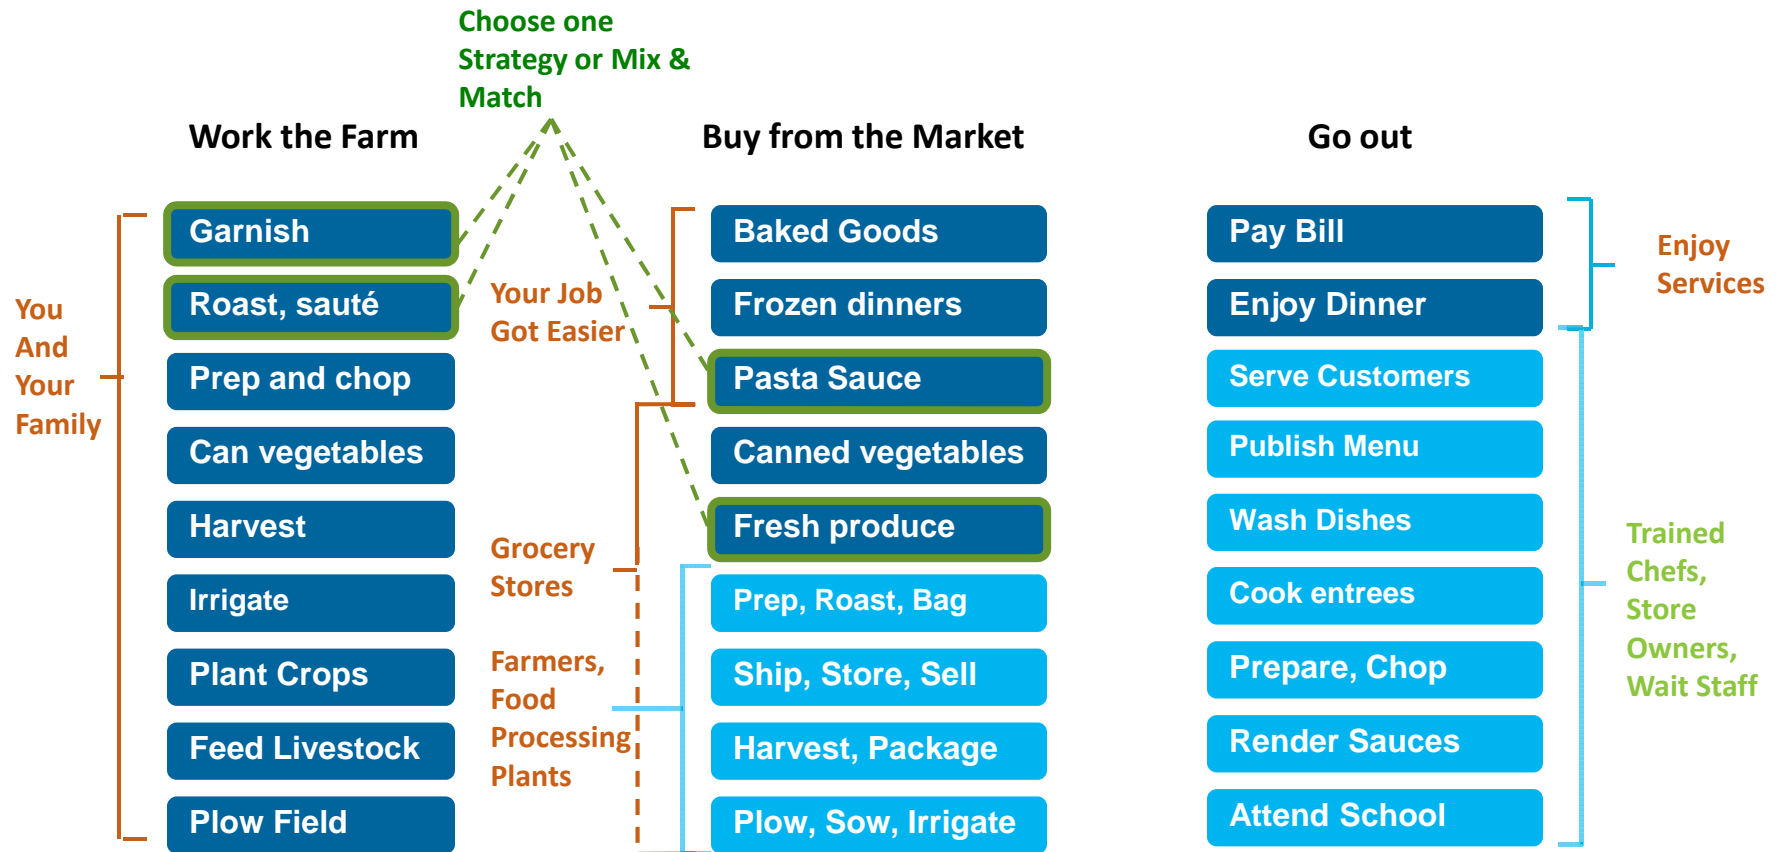 Choose one
Strategy or Mix &
Match
Work the Farm
Buy from the Market
Go out
You
And
Your
Family
Garnish
Roast, sauté
Prep and chop
Can vegetables
Harvest
Irrigate
Plant Crops
Feed Livestock
Plow Field
Your Job
Got Easier
Grocery
Stores
Farmers,
Food
Processing
Plants
Baked Goods
Frozen dinners
Pasta Sauce
Canned vegetables
Fresh produce
Prep, Roast, Bag
Ship, Store, Sell
Harvest, Package
Plow, Sow, Irrigate
Pay Bill
Enjoy Dinner
Serve Customers
Publish Menu
Wash Dishes
Cook entrees
Prepare, Chop
Render Sauces
Attend School
Enjoy
Services
Trained
Chefs,
Store
Owners,
Wait Staff